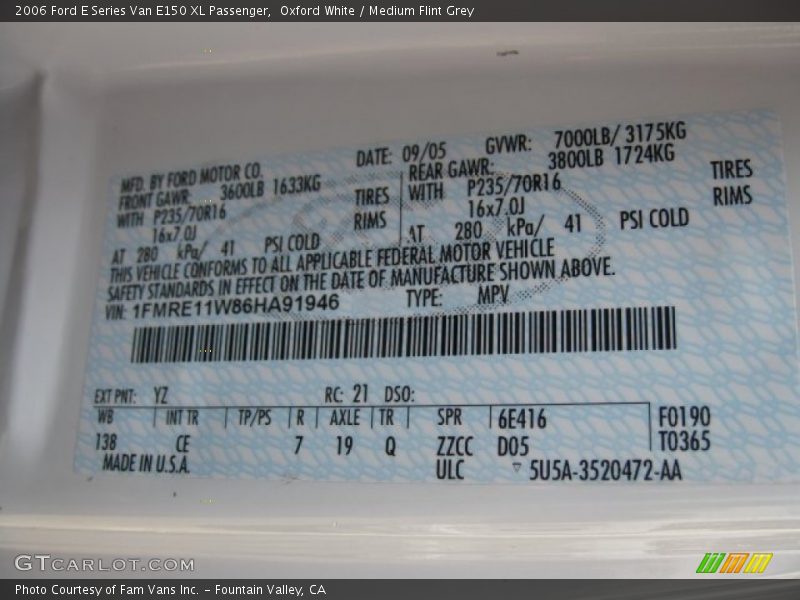 2006 Ford E Series Van E150 XL Passenger,  Oxford White / Medium Flint Grey
MFD. BY FORD MOTOR CO. DATE: 09/05 GVWR: 7000LB/ 3175KG
FRONT GAWR: 3600LB 1633KG REAR GAWR: 3800LB 1724KG
WITH P235/70R16 TIRES WITH P235/70R16 TIRES
16x7.0J RIMS 16x7.0J RIMS
AT 280 kPa/ 41 PSI COLD AT 280 kPa/ 41 PSI COLD
THIS VEHICLE CONFORMS TO ALL APPLICABLE FEDERAL MOTOR VEHICLE
SAFETY STANDARDS IN EFFECT ON THE DATE OF MANUFACTURE SHOWN ABOVE.
VIN: 1FMRE11W86HA91946 TYPE: MPV
EXT PNT: YZ RC: 21 DSO:
WB INT TR TP/PS R AXLE TR SPR 6E416 F0190
138 CE 7 19 Q ZZCC D05 T0365
MADE IN U.S.A. ULC ▽ 5U5A-3520472-AA
GTCARLOT.COM
Photo Courtesy of Fam Vans Inc. - Fountain Valley, CA